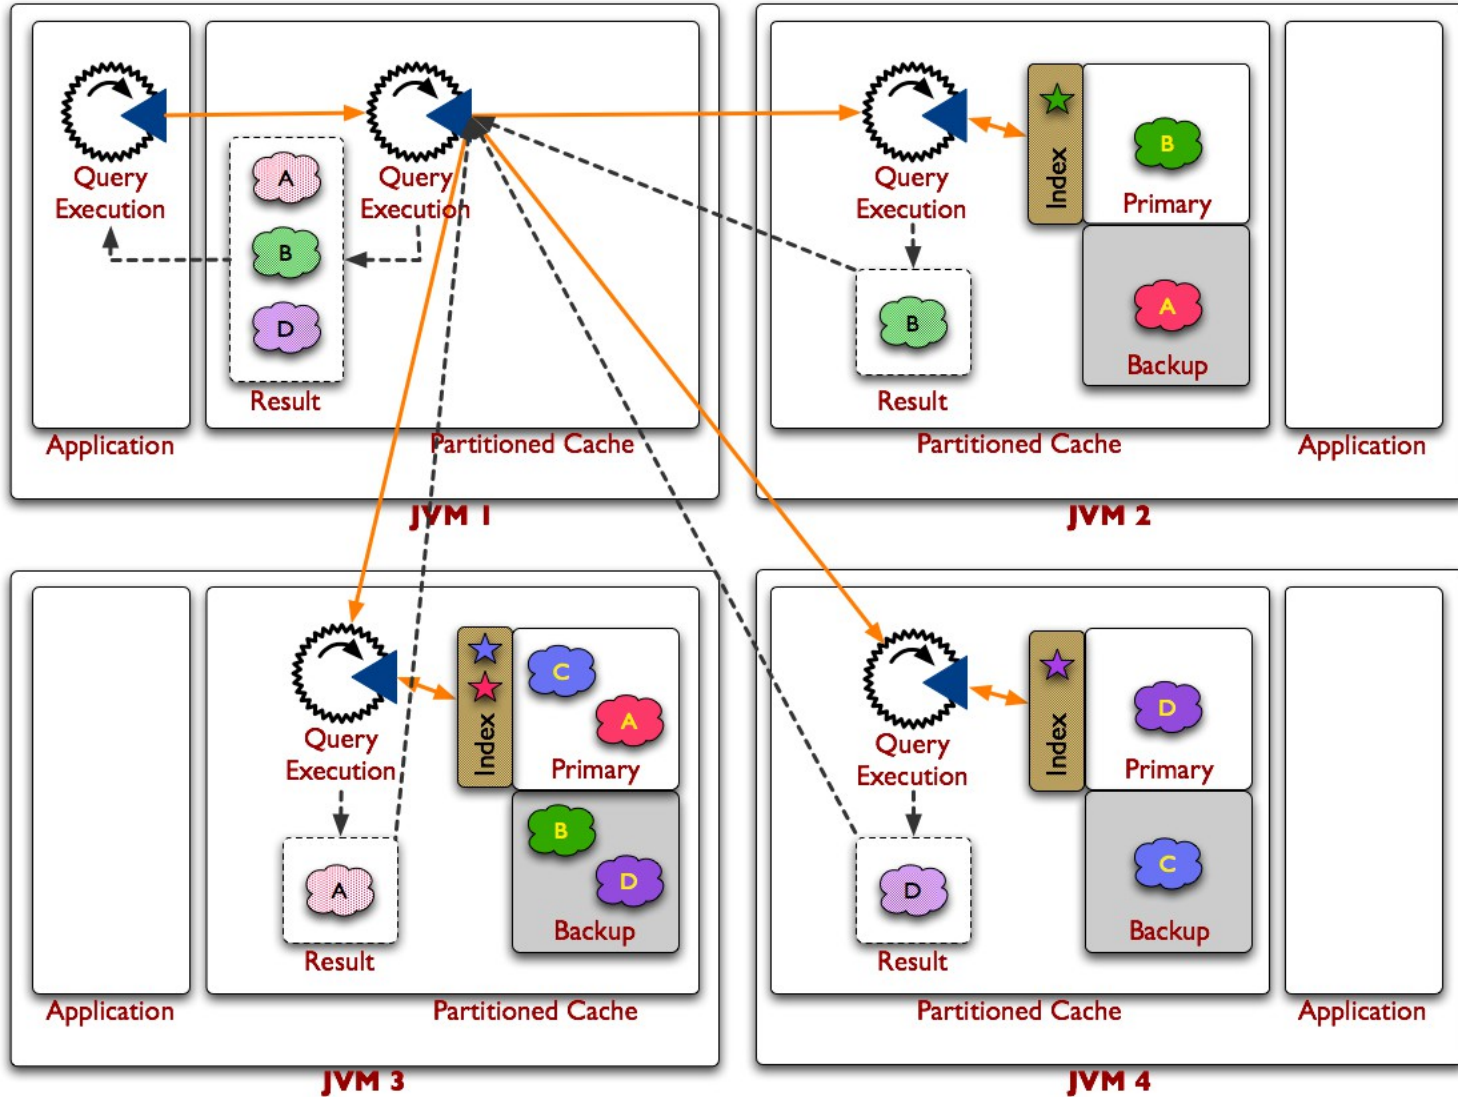 Query
Execution
A
B
D
Result
Query
Execution
Application
Partitioned Cache
JVM 1
Query
Execution
B
Result
Index
B
Primary
A
Backup
Partitioned Cache
Application
JVM 2
Application
Query
Execution
A
Result
Index
C
A
Primary
B
D
Backup
Partitioned Cache
JVM 3
Query
Execution
D
Result
Index
D
Primary
C
Backup
Partitioned Cache
Application
JVM 4